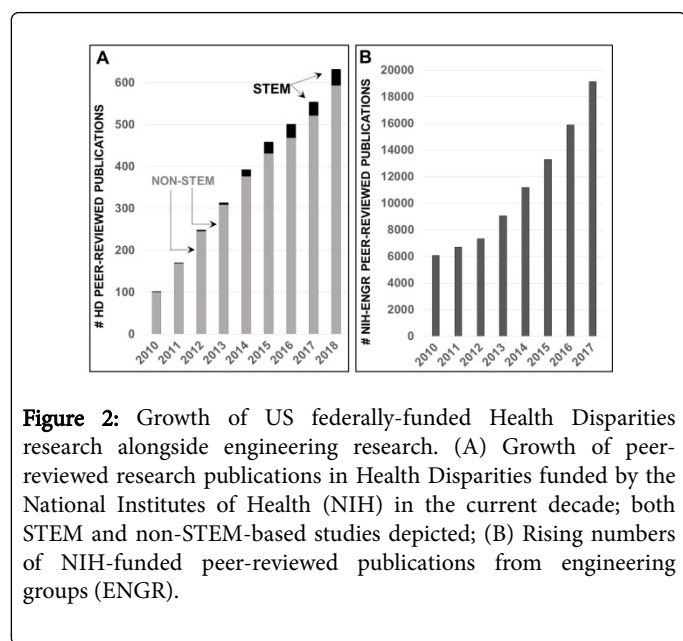 A
# HD PEER-REVIEWED PUBLICATIONS
600
500
400
300
200
100
0
STEM
NON-STEM
2010
2011
2012
2013
2014
2015
2016
2017
2018
B
# NIH-ENGR PEER-REVIEWED PUBLICATIONS
20000
18000
16000
14000
12000
10000
8000
6000
4000
2000
0
2010
2011
2012
2013
2014
2015
2016
2017
Figure 2: Growth of US federally-funded Health Disparities
research alongside engineering research. (A) Growth of peer-
reviewed research publications in Health Disparities funded by the
National Institutes of Health (NIH) in the current decade; both
STEM and non-STEM-based studies depicted; (B) Rising numbers
of NIH-funded peer-reviewed publications from engineering
groups (ENGR).